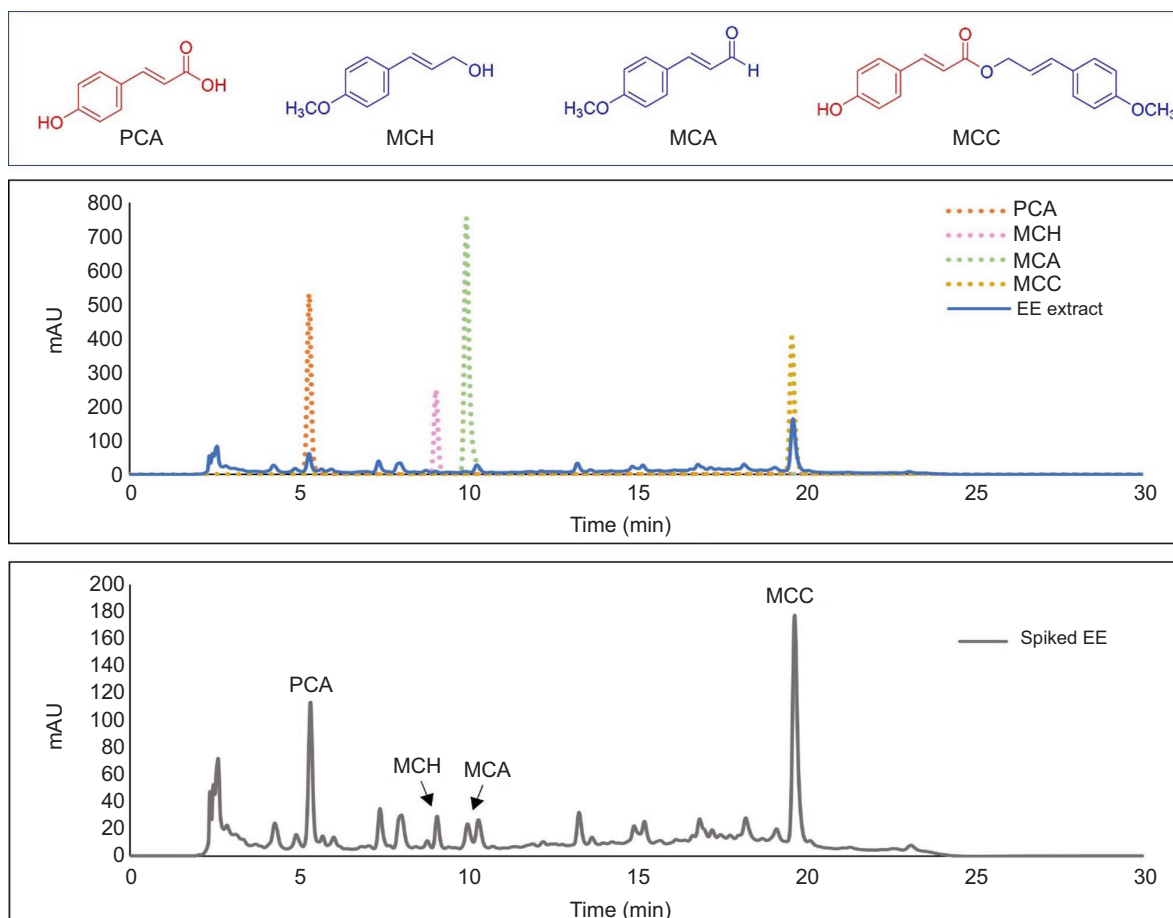 O
OH
HO
PCA
OH
H₃CO
MCH
O
H
H₃CO
MCA
O
O
HO
OCH₃
MCC
800
700
600
500
400
300
200
100
0
mAU
0 5 10 15 20 25 30
Time (min)
PCA
MCH
MCA
MCC
EE extract
200
180
160
140
120
100
80
60
40
20
0
mAU
PCA
MCH
MCA
MCC
Spiked EE
0 5 10 15 20 25 30
Time (min)